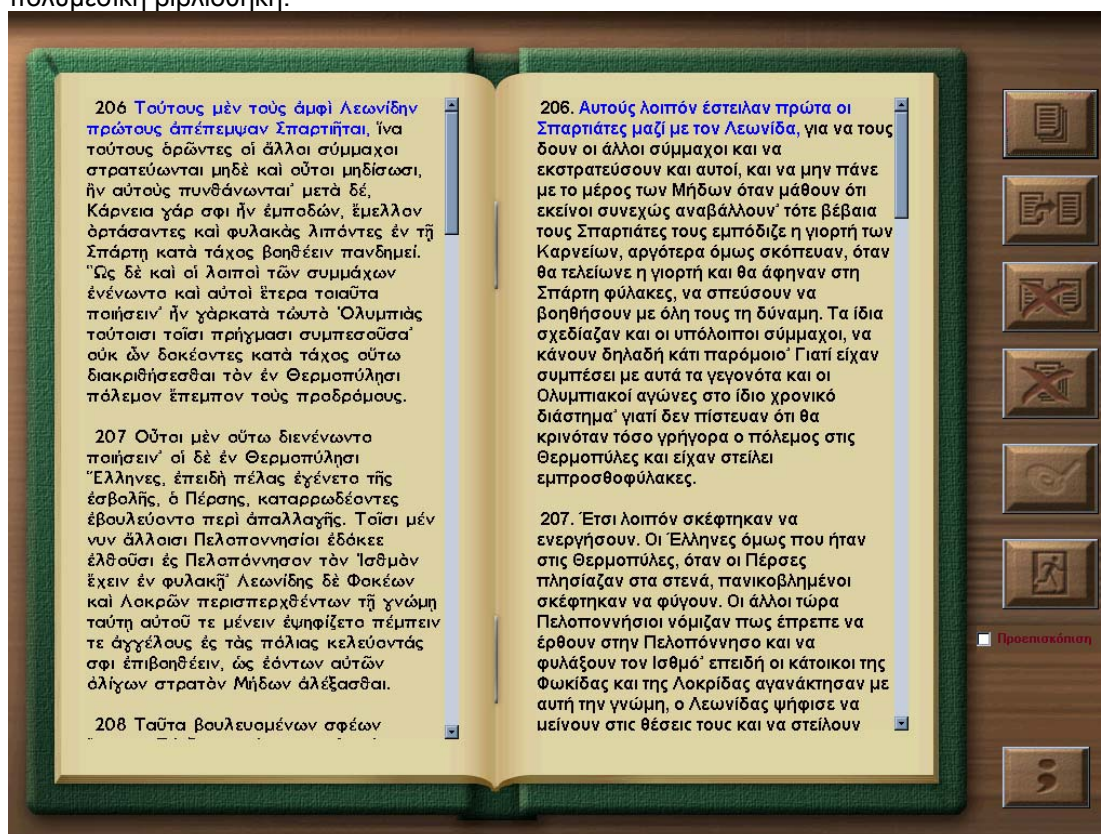 πολυμεσική βιβλιοθήκη.
206 Τούτους μὲν τοὺς ἀμφὶ Λεωνίδην
πρώτους ἀπέπεμψαν Σπαρτιῆται, ἵνα
τούτους ὁρῶντες οἱ ἄλλοι σύμμαχοι
στρατεύωνται μηδὲ καὶ οὗτοι μηδίσωσι,
ἢν αὐτοὺς πυνθάνωνται˙ μετὰ δέ,
Κάρνεια γάρ σφι ἦν ἐμποδών, ἔμελλον
ὁρτάσαντες καὶ φυλακὰς λιπόντες ἐν τῇ
Σπάρτῃ κατὰ τάχος βοηθέειν πανδημεί.
Ὣς δὲ καὶ οἱ λοιποὶ τῶν συμμάχων
ἐνένωντο καὶ αὐτοὶ ἕτερα τοιαῦτα
ποιήσειν˙ ἦν γὰρκατὰ τὠυτὸ Ὀλυμπιὰς
τούτοισι τοῖσι πρήγμασι συμπεσοῦσα˙
οὐκ ὦν δοκέοντες κατὰ τάχος οὕτω
διακριθήσεσθαι τὸν ἐν Θερμοπύλῃσι
πόλεμον ἔπεμπον τοὺς προδρόμους.
207 Οὗτοι μὲν οὕτω διενένωντο
ποιήσειν˙ οἱ δὲ ἐν Θερμοπύλῃσι
Ἕλληνες, ἐπειδὴ πέλας ἐγένετο τῆς
ἐσβολῆς, ὁ Πέρσης, καταρρωδέοντες
ἐβουλεύοντο περὶ ἀπαλλαγῆς. Τοῖσι μέν
νυν ἄλλοισι Πελοποννησίοι ἐδόκεε
ἐλθοῦσι ἐς Πελοπόννησον τὸν Ἰσθμὸν
ἔχειν ἐν φυλακῇ˙ Λεωνίδης δὲ Φοκέων
καὶ Λοκρῶν περισπερχθέντων τῇ γνώμῃ
ταύτῃ αὐτοῦ τε μένειν ἐψηφίζετο πέμπειν
τε ἀγγέλους ἐς τὰς πόλιας κελεύοντάς
σφι ἐπιβοηθέειν, ὡς ἐόντων αὐτῶν
ὀλίγων στρατὸν Μήδων ἀλέξασθαι.
208 Ταῦτα βουλευομένων σφέων
206. Αυτούς λοιπόν έστειλαν πρώτα οι
Σπαρτιάτες μαζί με τον Λεωνίδα, για να τους
δουν οι άλλοι σύμμαχοι και να
εκστρατεύσουν και αυτοί, και να μην πάνε
με το μέρος των Μήδων όταν μάθουν ότι
εκείνοι συνεχώς αναβάλλουν˙ τότε βέβαια
τους Σπαρτιάτες τους εμπόδιζε η γιορτή των
Καρνείων, αργότερα όμως σκόπευαν, όταν
θα τελείωνε η γιορτή και θα άφηναν στη
Σπάρτη φύλακες, να σπεύσουν να
βοηθήσουν με όλη τους τη δύναμη. Τα ίδια
σχεδίαζαν και οι υπόλοιποι σύμμαχοι, να
κάνουν δηλαδή κάτι παρόμοιο˙ Γιατί είχαν
συμπέσει με αυτά τα γεγονότα και οι
Ολυμπιακοί αγώνες στο ίδιο χρονικό
διάστημα˙ γιατί δεν πίστευαν ότι θα
κρινόταν τόσο γρήγορα ο πόλεμος στις
Θερμοπύλες και είχαν στείλει
εμπροσθοφύλακες.
207. Έτσι λοιπόν σκέφτηκαν να
ενεργήσουν. Οι Έλληνες όμως που ήταν
στις Θερμοπύλες, όταν οι Πέρσες
πλησίαζαν στα στενά, πανικοβλημένοι
σκέφτηκαν να φύγουν. Οι άλλοι τώρα
Πελοποννήσιοι νόμιζαν πως έπρεπε να
έρθουν στην Πελοπόννησο και να
φυλάξουν τον Ισθμό˙ επειδή οι κάτοικοι της
Φωκίδας και της Λοκρίδας αγανάκτησαν με
αυτή την γνώμη, ο Λεωνίδας ψήφισε να
μείνουν στις θέσεις τους και να στείλουν
Προεπισκόπιση